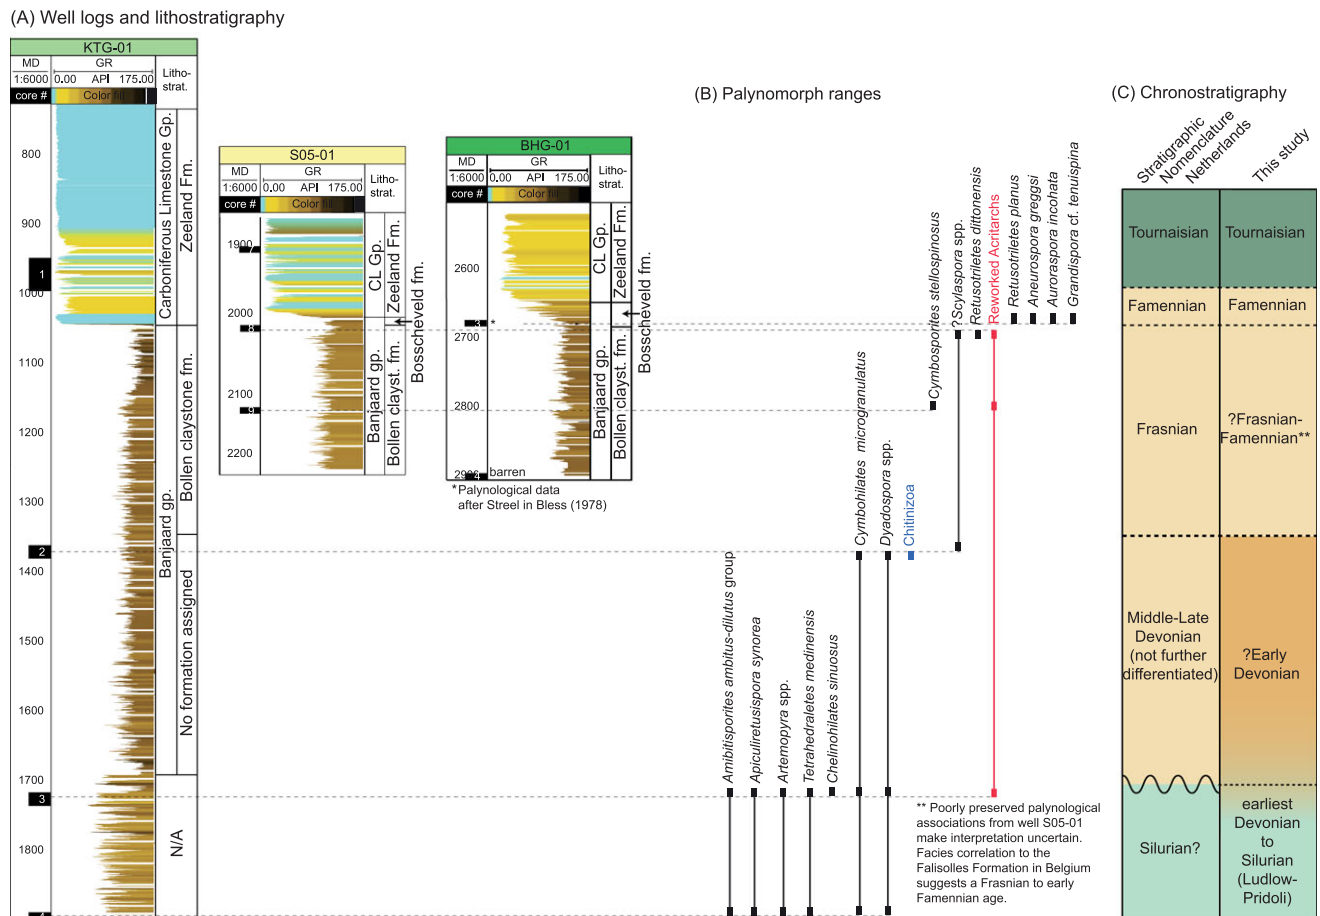 (A) Well logs and lithostratigraphy
KTG-01
MD
GR
Litho-
strat.
1:6000
0.00
API
175.00
core #
Color fill
800
900
1
1000
1100
1200
1300
2
1400
1500
1600
1700
3
1800
4
Carboniferous Limestone Gp.
Zeeland Fm.
Banjaard gp.
Bollen claystone fm.
No formation assigned
N/A
S05-01
MD
GR
Litho-
strat.
1:6000
0.00
API
175.00
core #
Color fill
1900
7
2000
8
2100
9
2200
CL Gp.
Zeeland Fm.
Bosscheveld fm.
Banjaard gp.
Bollen clayst. fm.
BHG-01
MD
GR
Litho-
strat.
1:6000
0.00
API
175.00
core #
Color fill
2600
3
*
2700
2800
4
barren
CL Gp.
Zeeland Fm.
Bosscheveld fm.
Banjaard gp.
Bollen clayst. fm.
* Palynological data
after Streel in Bless (1978)
(B) Palynomorph ranges
Ambitisporites ambitus-dilutus group
Apiculiretusispora synorea
Artemopyra spp.
Tetrahedraletes medinensis
Chelinohilates sinuosus
Cymbohilates microgranulatus
Dyadospora spp.
Chitinizoa
Cymbosporites stellospinosus
?Scylaspora spp.
Retusotriletes dittonensis
Reworked Acritarchs
Retusotriletes planus
Aneurospora greggsi
Auroraspora incohata
Grandispora cf. tenuispina
** Poorly preserved palynological
associations from well S05-01
make interpretation uncertain.
Facies correlation to the
Falisolles Formation in Belgium
suggests a Frasnian to early
Famennian age.
(C) Chronostratigraphy
Stratigraphic
Nomenclature
Netherlands
This study
Tournaisian
Tournaisian
Famennian
Famennian
Frasnian
?Frasnian-
Famennian**
Middle-Late
Devonian
(not further
differentiated)
?Early
Devonian
Silurian?
earliest
Devonian
to
Silurian
(Ludlow-
Pridoli)